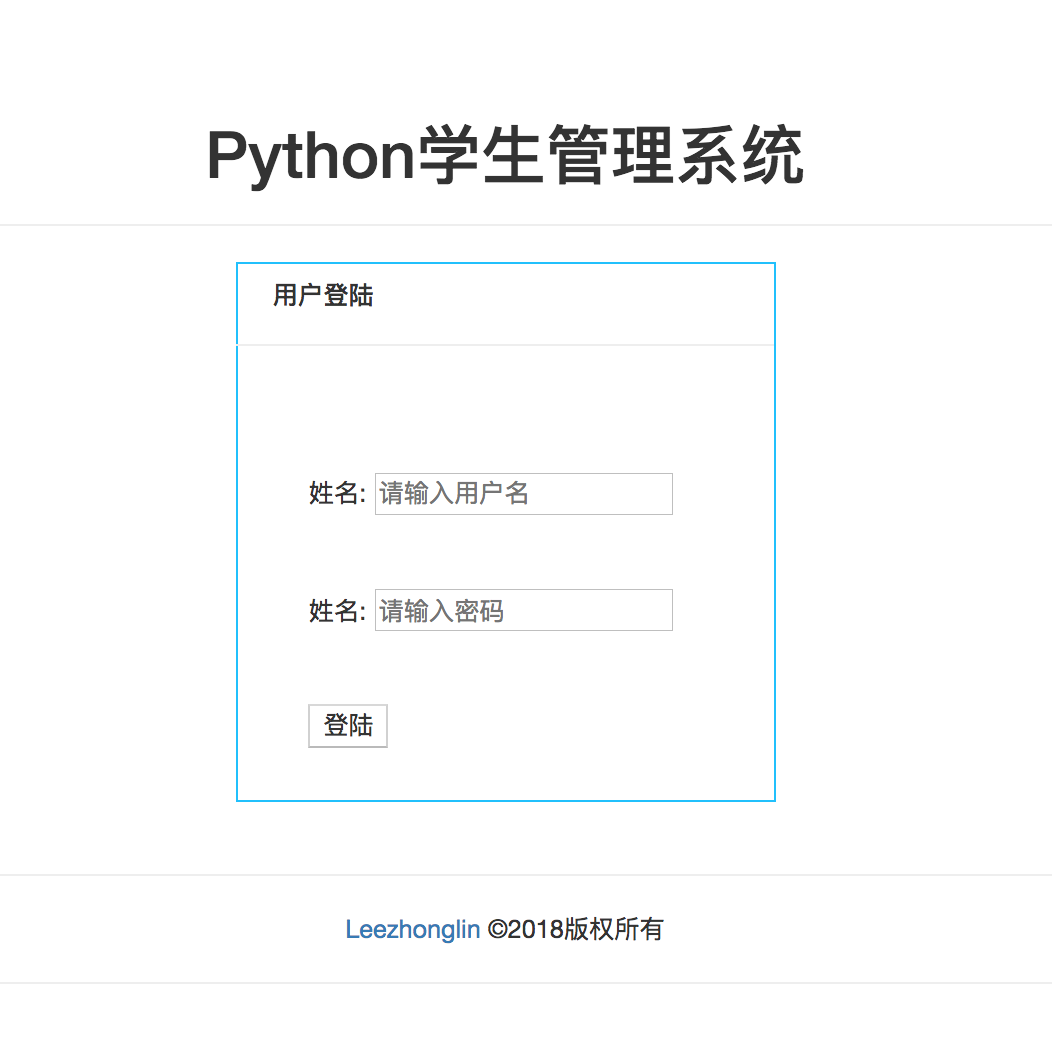 Python学生管理系统
用户登陆
姓名: 请输入用户名
姓名: 请输入密码
登陆
Leezhonglin ©2018版权所有